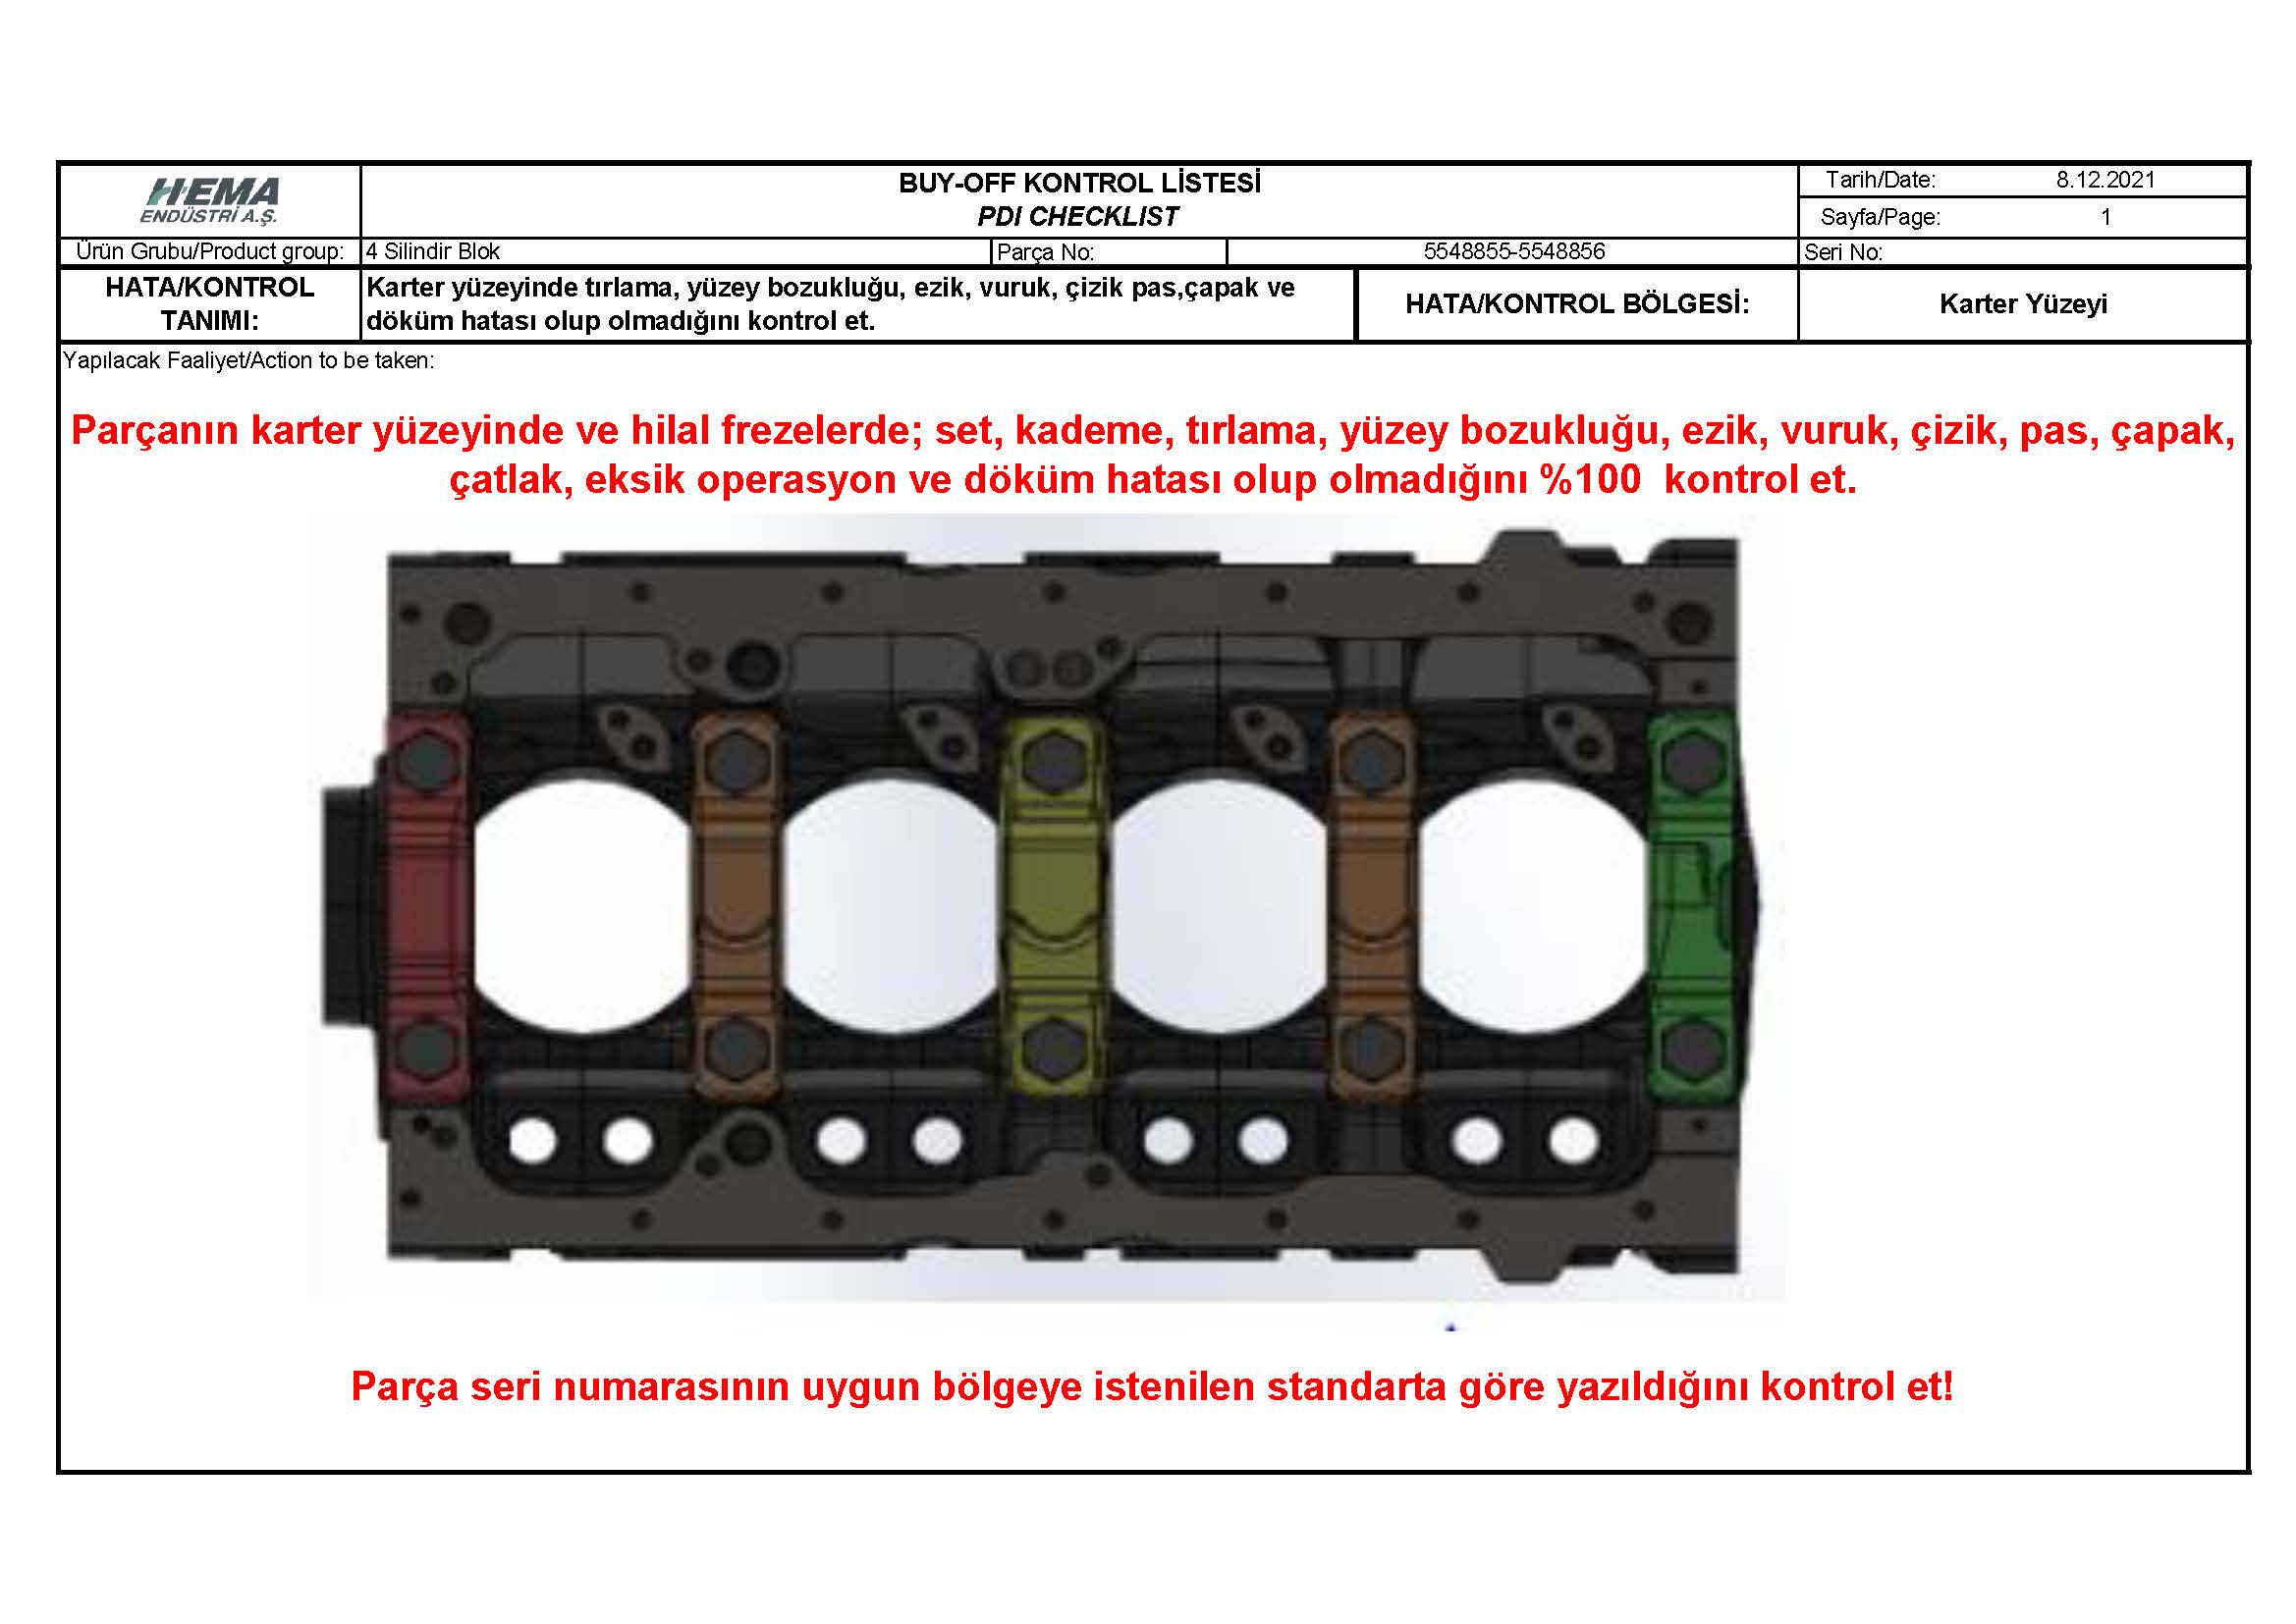 HEMA
ENDÜSTRİ A.Ş.
BUY-OFF KONTROL LİSTESİ
PDI CHECKLIST
Tarih/Date: 8.12.2021
Sayfa/Page: 1
Ürün Grubu/Product group: 4 Silindir Blok Parça No: 5548855-5548856 Seri No:
HATA/KONTROL
TANIMI:
Karter yüzeyinde tırlama, yüzey bozukluğu, ezik, vuruk, çizik pas,çapak ve
döküm hatası olup olmadığını kontrol et.
HATA/KONTROL BÖLGESİ: Karter Yüzeyi
Yapılacak Faaliyet/Action to be taken:
Parçanın karter yüzeyinde ve hilal frezelerde; set, kademe, tırlama, yüzey bozukluğu, ezik, vuruk, çizik, pas, çapak,
çatlak, eksik operasyon ve döküm hatası olup olmadığını %100 kontrol et.
Parça seri numarasının uygun bölgeye istenilen standarta göre yazıldığını kontrol et!